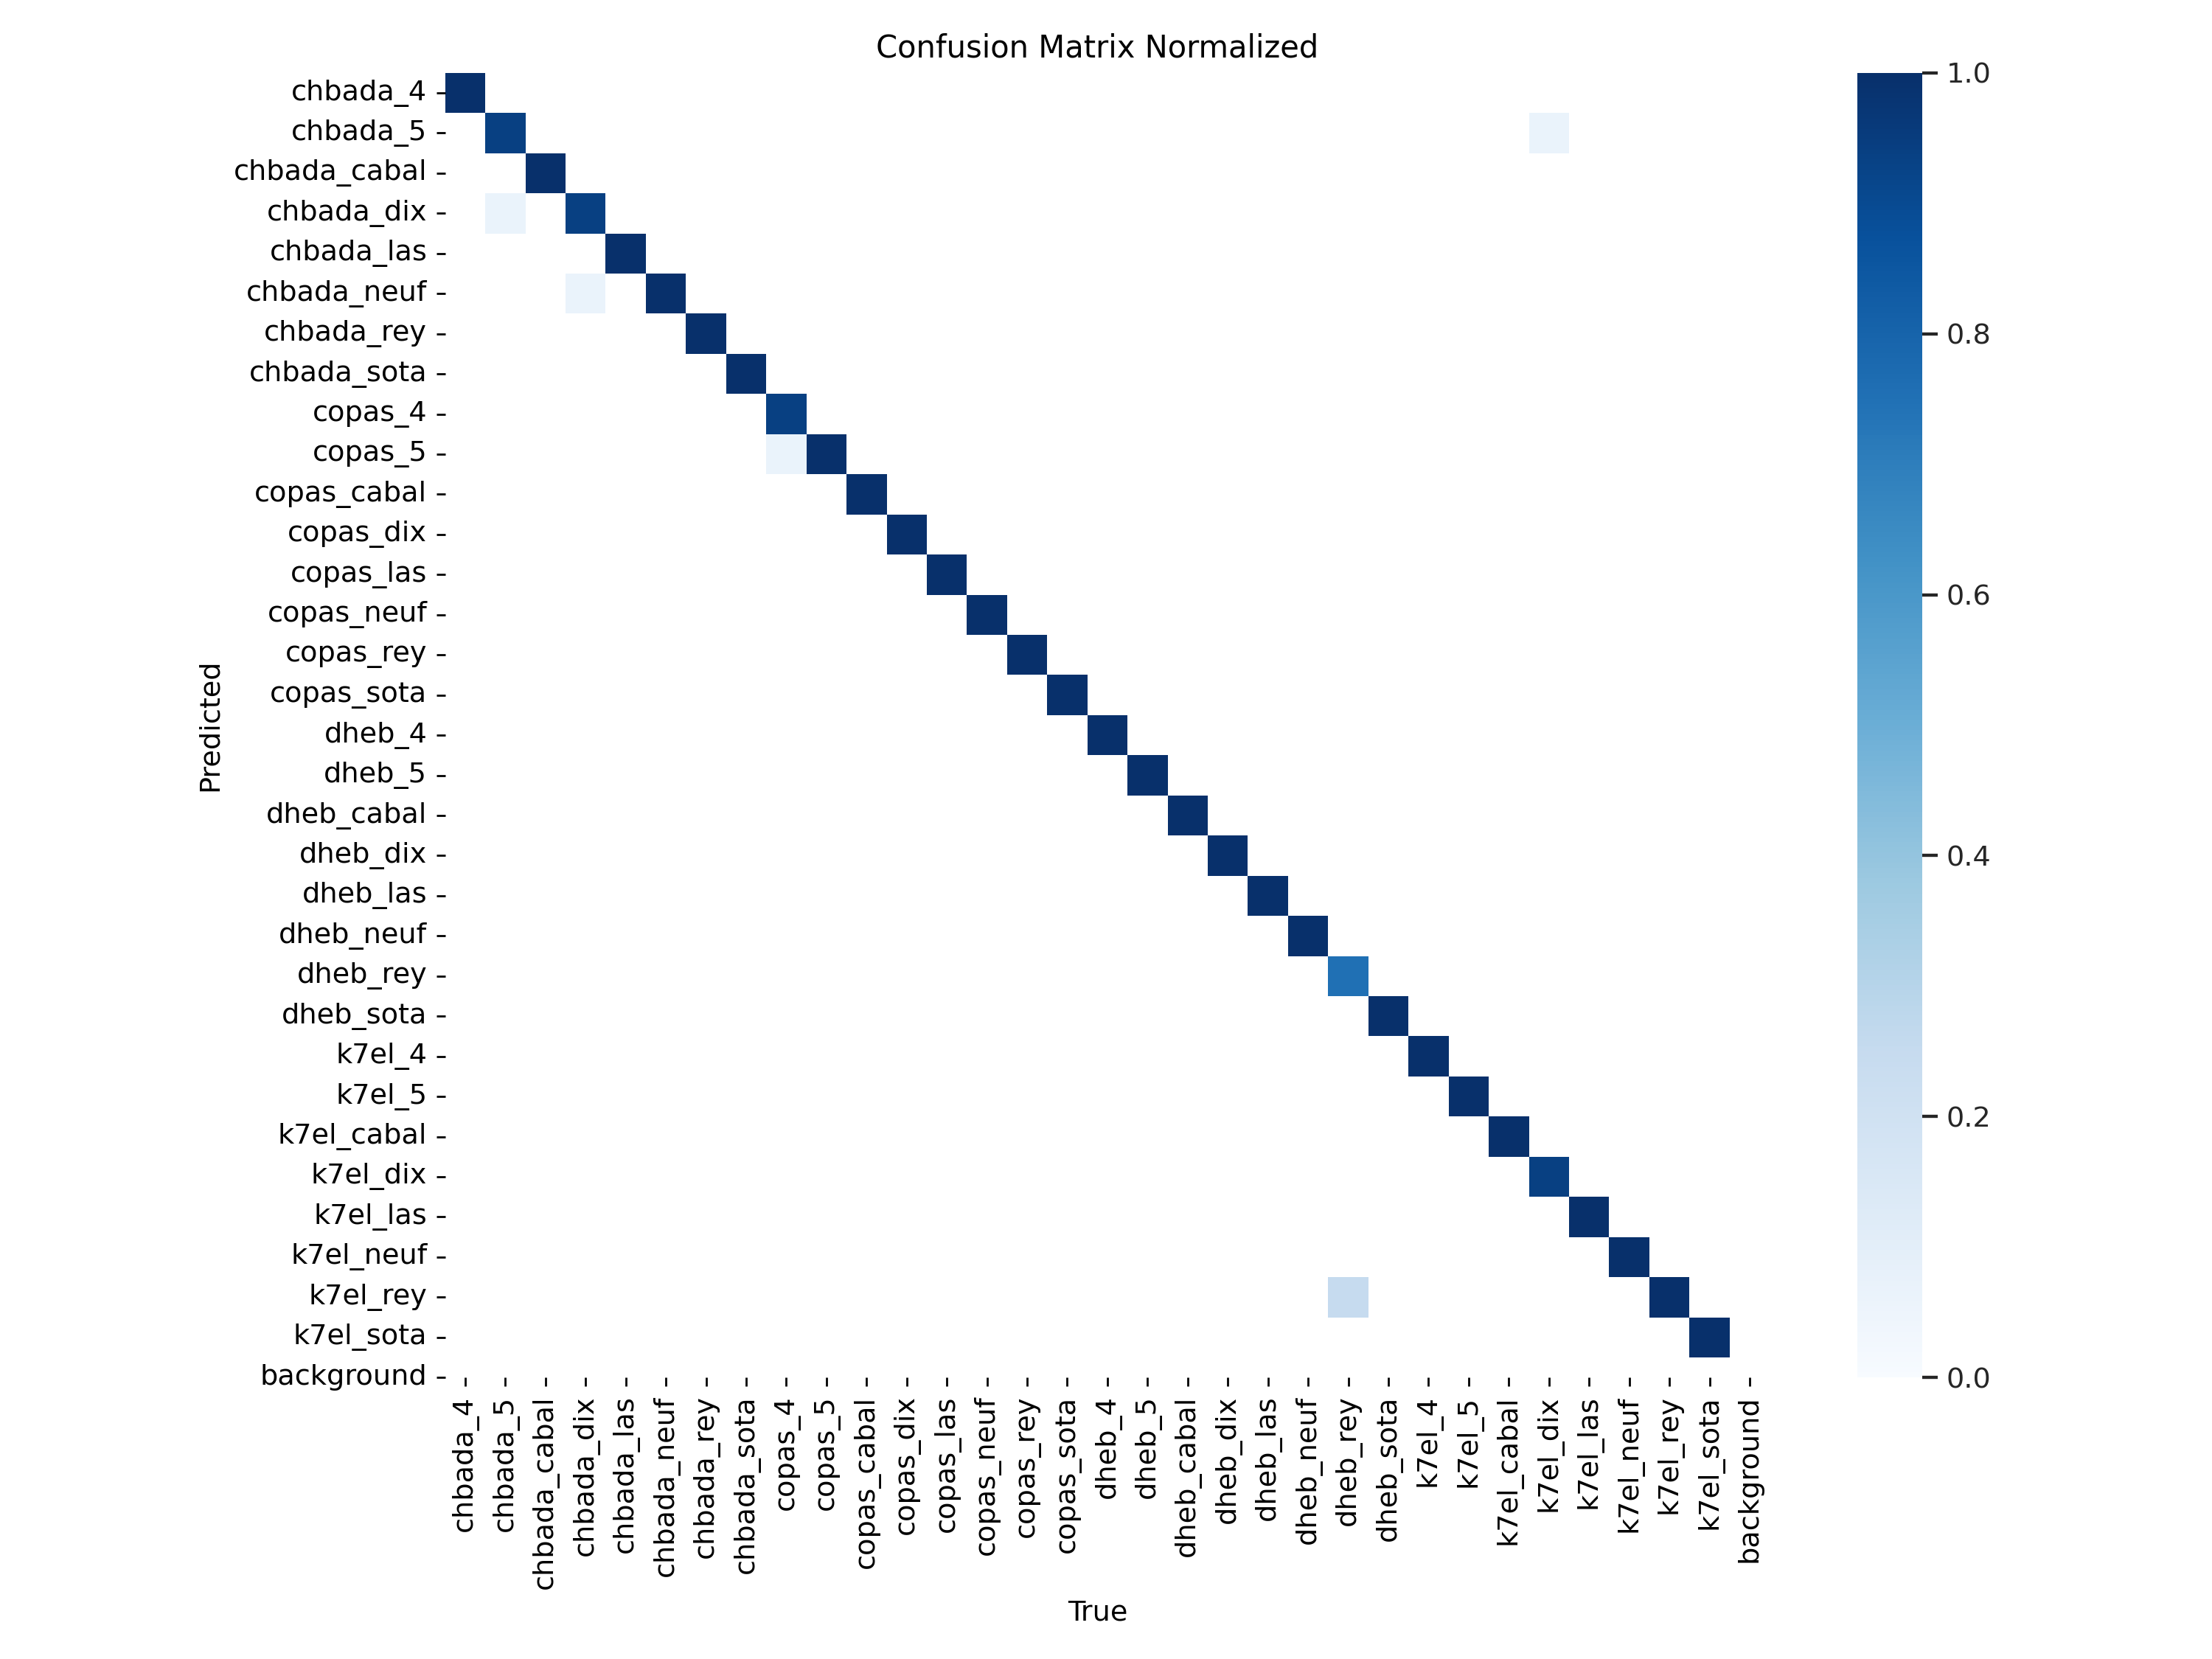 Confusion Matrix Normalized
chbada_4
chbada_5
chbada_cabal
chbada_dix
chbada_las
chbada_neuf
chbada_rey
chbada_sota
copas_4
copas_5
copas_cabal
copas_dix
copas_las
copas_neuf
copas_rey
copas_sota
dheb_4
dheb_5
dheb_cabal
dheb_dix
dheb_las
dheb_neuf
dheb_rey
dheb_sota
k7el_4
k7el_5
k7el_cabal
k7el_dix
k7el_las
k7el_neuf
k7el_rey
k7el_sota
background
Predicted
chbada_4
chbada_5
chbada_cabal
chbada_dix
chbada_las
chbada_neuf
chbada_rey
chbada_sota
copas_4
copas_5
copas_cabal
copas_dix
copas_las
copas_neuf
copas_rey
copas_sota
dheb_4
dheb_5
dheb_cabal
dheb_dix
dheb_las
dheb_neuf
dheb_rey
dheb_sota
k7el_4
k7el_5
k7el_cabal
k7el_dix
k7el_las
k7el_neuf
k7el_rey
k7el_sota
background
True
1.0
0.8
0.6
0.4
0.2
0.0